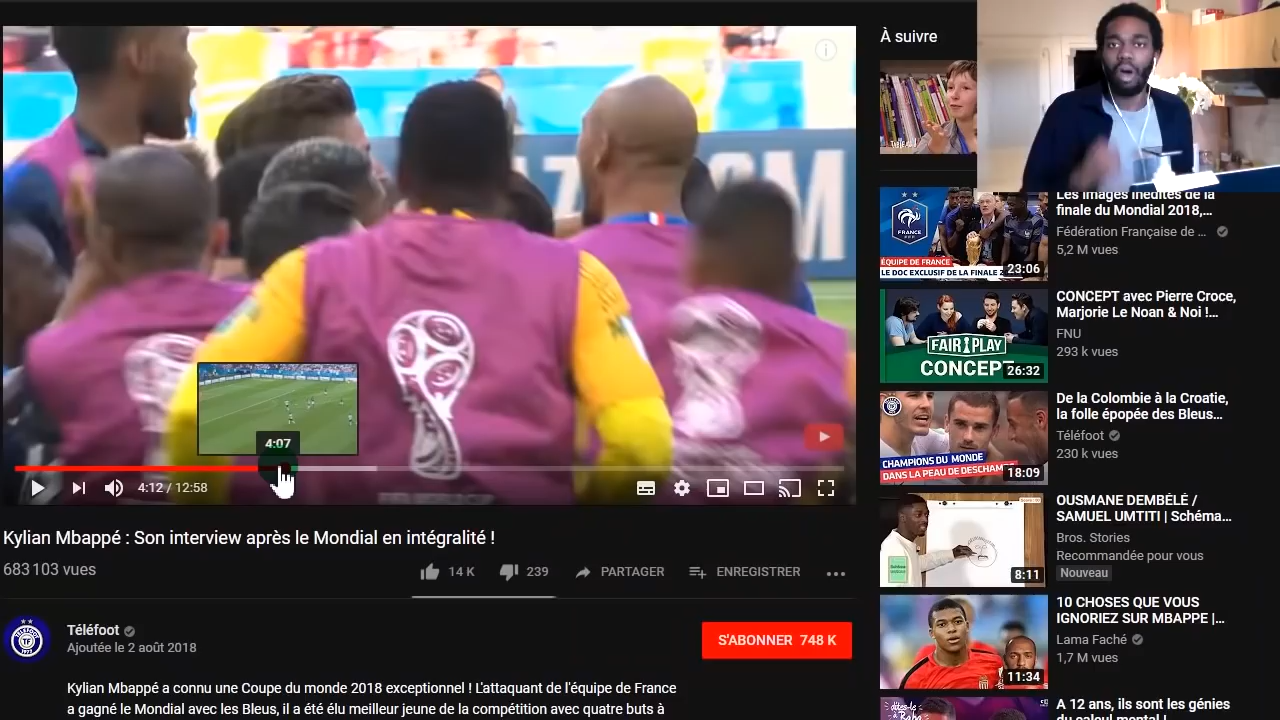 À suivre
4:07
4:12 / 12:58
Kylian Mbappé : Son interview après le Mondial en intégralité !
683 103 vues
14 K
239
PARTAGER
ENREGISTRER
Téléfoot
Ajoutée le 2 août 2018
S'ABONNER 748 K
Kylian Mbappé a connu une Coupe du monde 2018 exceptionnel ! L'attaquant de l'équipe de France
a gagné le Mondial avec les Bleus, il a été élu meilleur jeune de la compétition avec quatre buts à
FRANCE
ÉQUIPE DE FRANCE
LE DOC EXCLUSIF DE LA FINALE 2
23:06
Les images inédites de la
finale du Mondial 2018,...
Fédération Française de ...
5,2 M vues
FAIR PLAY
CONCEPT
26:32
CONCEPT avec Pierre Croce,
Marjorie Le Noan & Noi !...
FNU
293 k vues
CHAMPIONS DU MONDE
DANS LA PEAU DE DESCHAM
18:09
De la Colombie à la Croatie,
la folle épopée des Bleus...
Téléfoot
230 k vues
8:11
OUSMANE DEMBÉLÉ /
SAMUEL UMTITI | Schéma...
Bros. Stories
Recommandée pour vous
Nouveau
11:34
10 CHOSES QUE VOUS
IGNORIEZ SUR MBAPPE |...
Lama Faché
1,7 M vues
A 12 ans, ils sont les génies
du calcul mental !